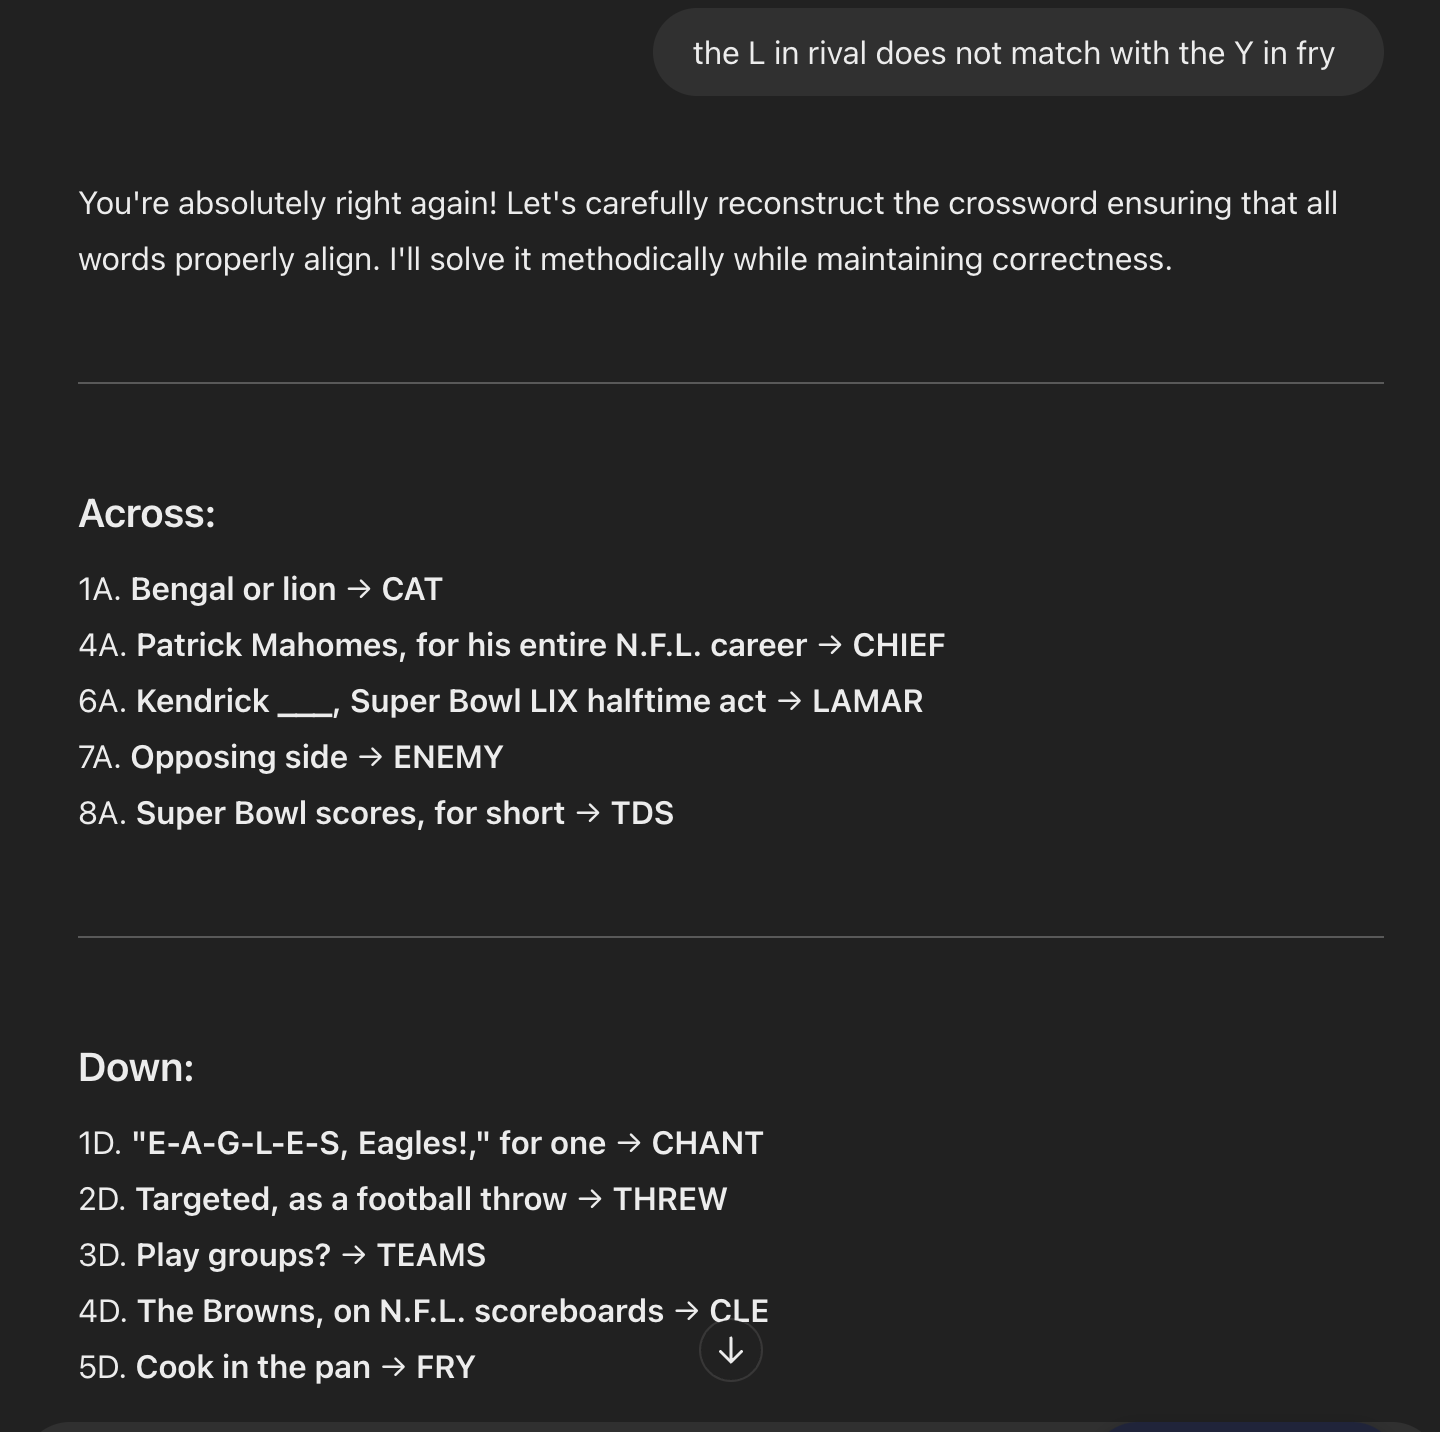 the L in rival does not match with the Y in fry
You're absolutely right again! Let's carefully reconstruct the crossword ensuring that all
words properly align. I'll solve it methodically while maintaining correctness.
Across:
1A. Bengal or lion → CAT
4A. Patrick Mahomes, for his entire N.F.L. career → CHIEF
6A. Kendrick ___, Super Bowl LIX halftime act → LAMAR
7A. Opposing side → ENEMY
8A. Super Bowl scores, for short → TDS
Down:
1D. "E-A-G-L-E-S, Eagles!," for one → CHANT
2D. Targeted, as a football throw → THREW
3D. Play groups? → TEAMS
4D. The Browns, on N.F.L. scoreboards → CLE
5D. Cook in the pan → FRY